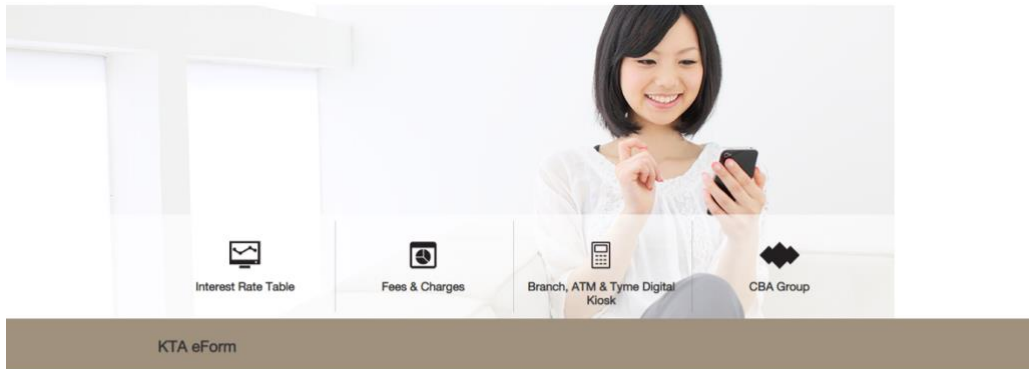 Interest Rate Table
Fees & Charges
Branch, ATM & Tyme Digital
Kiosk
CBA Group
KTA eForm